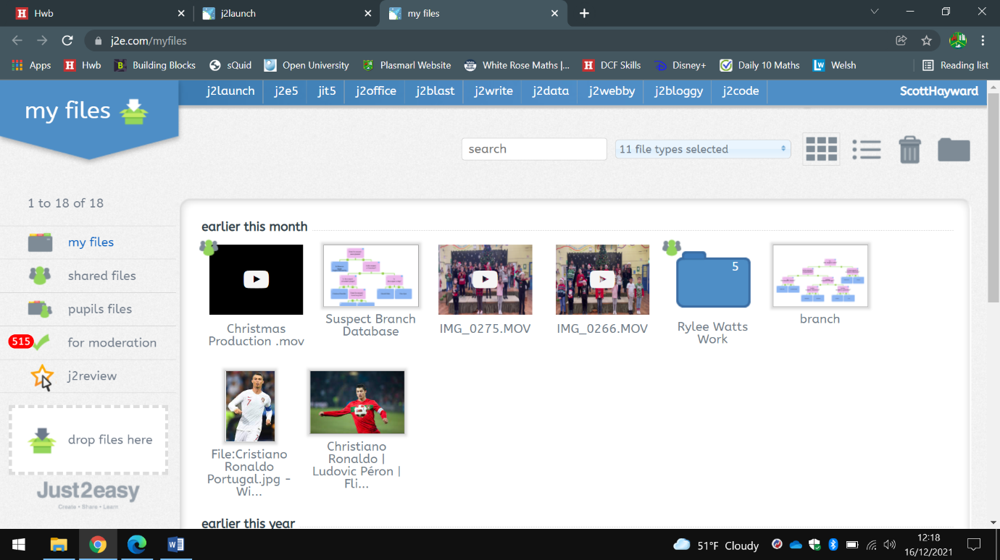 Hwb
j2launch
my files
j2e.com/myfiles
Apps
Hwb
Building Blocks
sQuid
Open University
Plasmarl Website
White Rose Maths |...
DCF Skills
Disney+
Daily 10 Maths
Welsh
Reading list
my files
j2launch
j2e5
jit5
j2office
j2blast
j2write
j2data
j2webby
j2bloggy
j2code
ScottHayward
search
11 file types selected
1 to 18 of 18
my files
shared files
pupils files
515
for moderation
j2review
drop files here
Just2easy
Create • Share • Learn
earlier this month
Christmas
Production .mov
Suspect Branch
Database
IMG_0275.MOV
IMG_0266.MOV
5
Rylee Watts
Work
branch
File:Cristiano
Ronaldo
Portugal.jpg -
Wi...
Christiano
Ronaldo |
Ludovic Péron |
Fli...
earlier this year
51°F Cloudy
12:18
16/12/2021